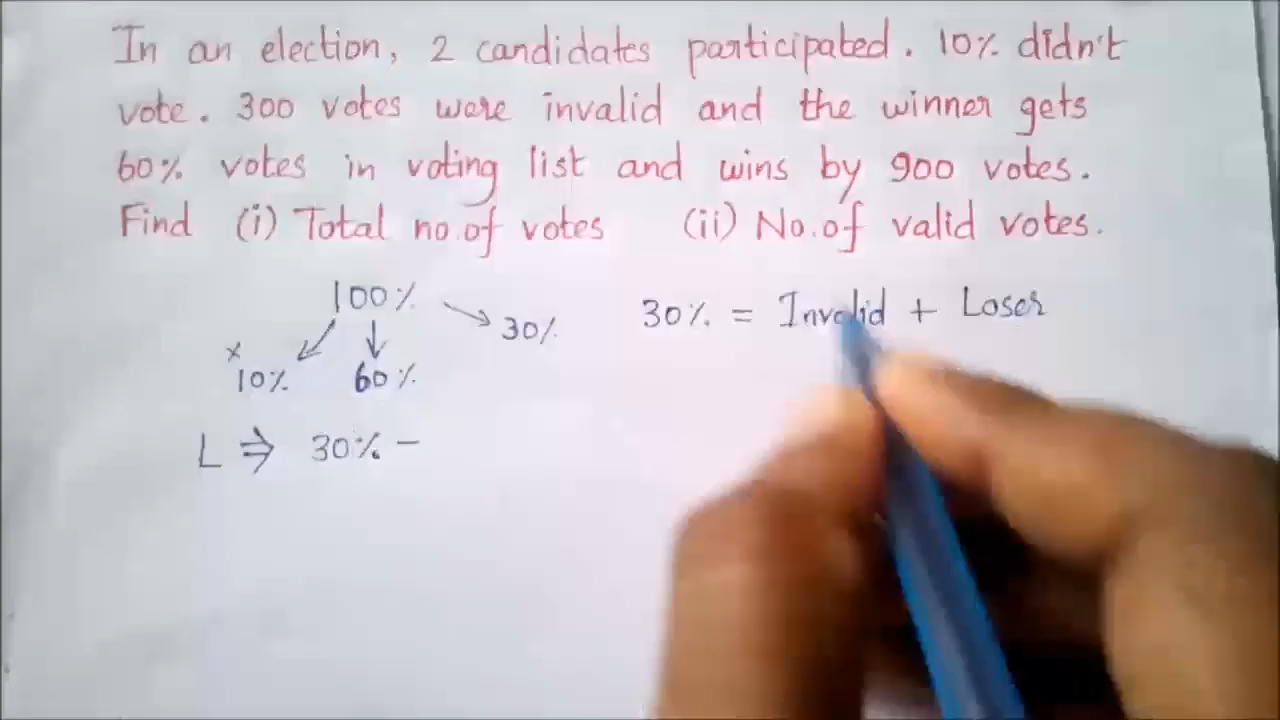 In an election, 2 candidates participated. 10% didn't
vote. 300 votes were invalid and the winner gets
60% votes in voting list and wins by 900 votes.
Find (i) Total no.of votes (ii) No.of valid votes.
100%
30%
30% = Invalid + Loser
x
10% 60%
L ⇒ 30% -